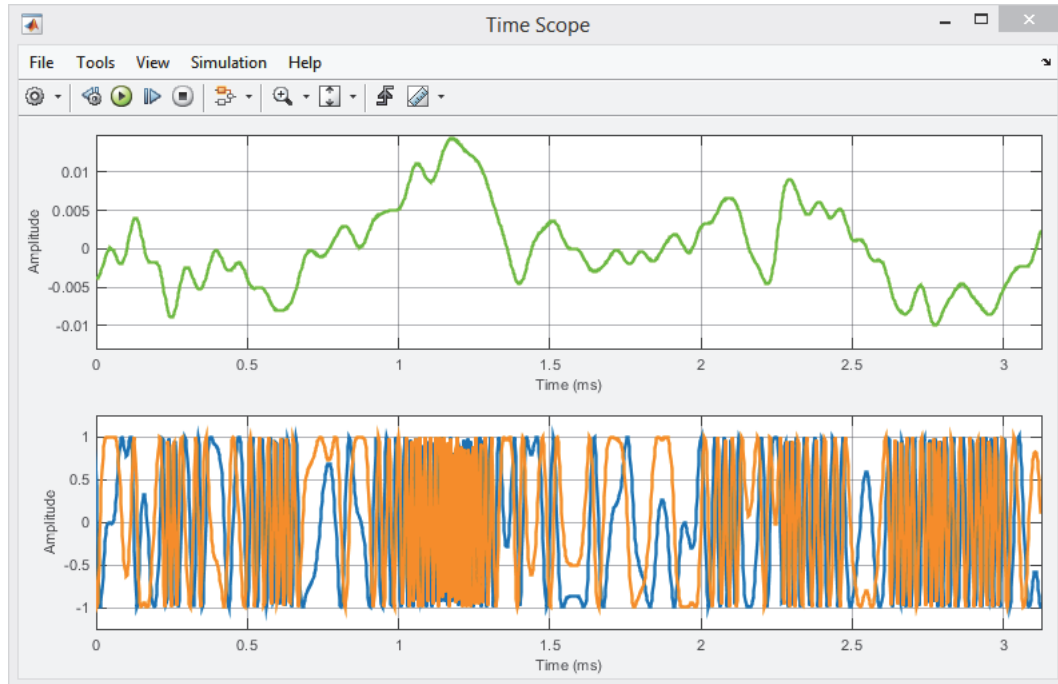 Time Scope
File Tools View Simulation Help
0.01
0.005
0
-0.005
-0.01
Amplitude
0 0.5 1 1.5 2 2.5 3
Time (ms)
1
0.5
0
-0.5
-1
Amplitude
0 0.5 1 1.5 2 2.5 3
Time (ms)